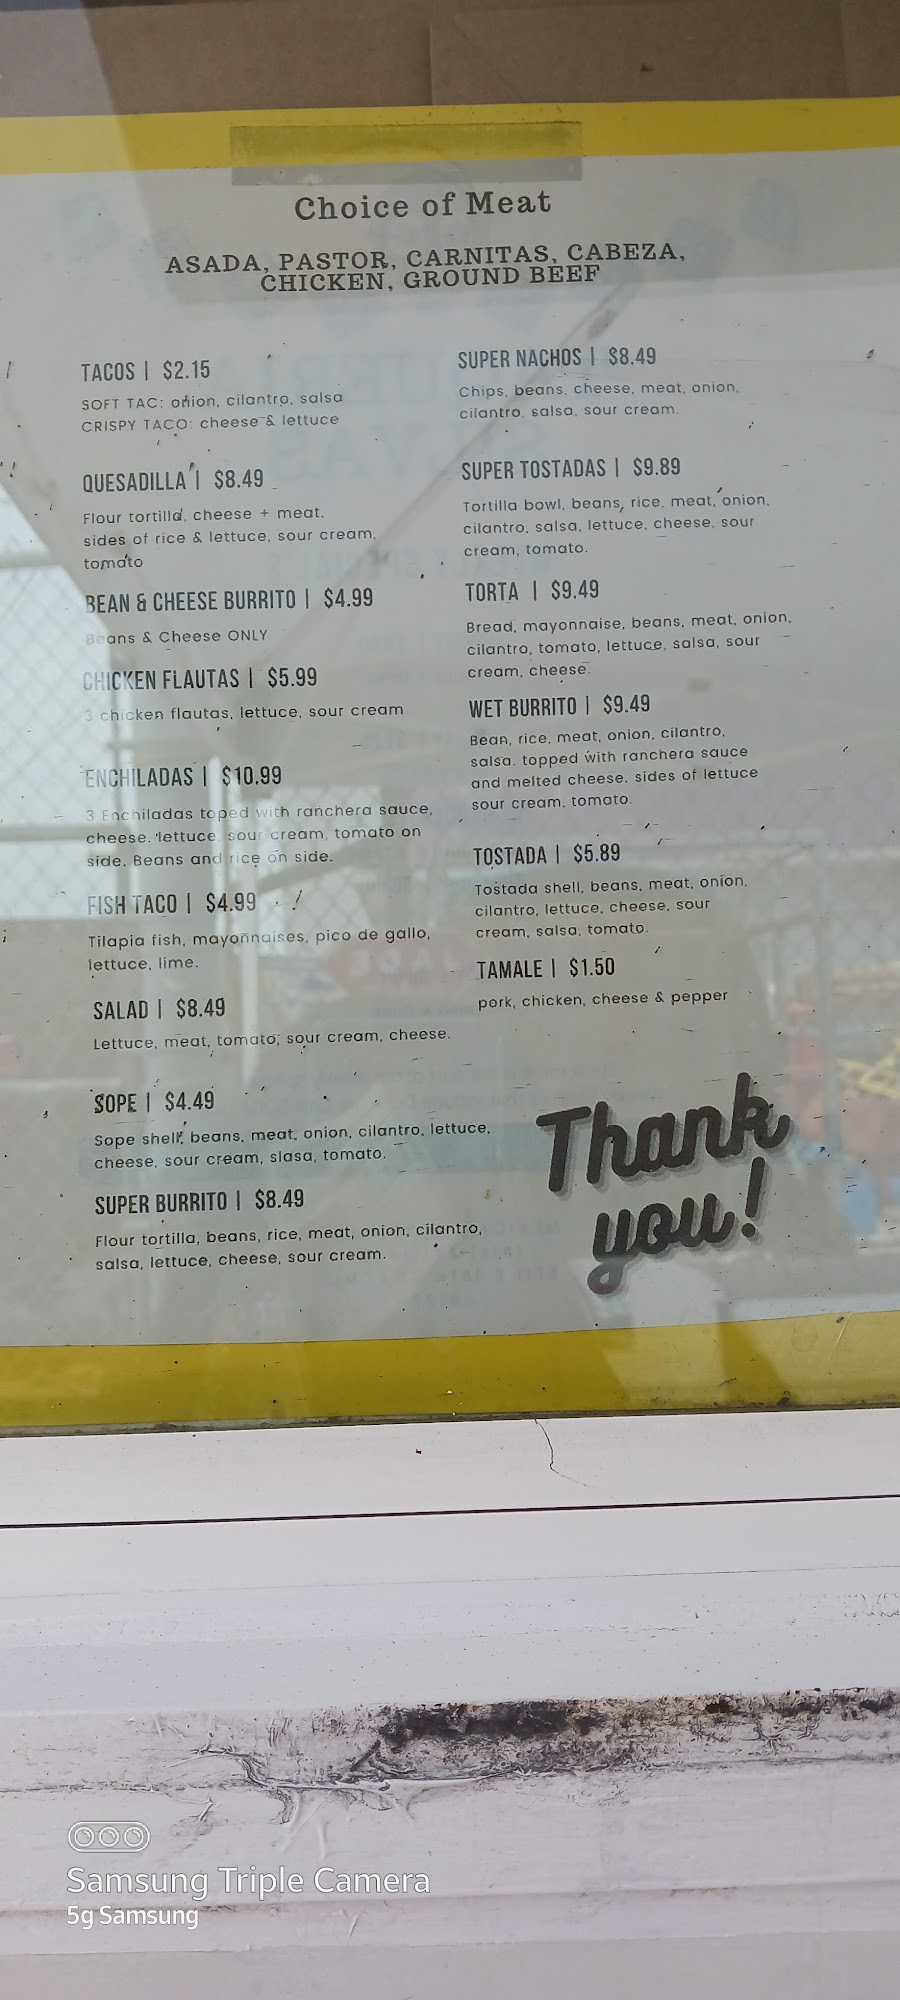 Choice of Meat
ASADA, PASTOR, CARNITAS, CABEZA,
CHICKEN, GROUND BEEF
TACOS | $2.15
SOFT TAC: onion, cilantro, salsa
CRISPY TACO: cheese & lettuce
QUESADILLA | $8.49
Flour tortilla, cheese + meat.
sides of rice & lettuce, sour cream,
tomato
BEAN & CHEESE BURRITO | $4.99
Beans & Cheese ONLY
CHICKEN FLAUTAS | $5.99
3 chicken flautas, lettuce, sour cream
ENCHILADAS | $10.99
3 Enchiladas toped with ranchera sauce,
cheese. lettuce, sour cream, tomato on
side. Beans and rice on side.
FISH TACO | $4.99
Tilapia fish, mayonnaises, pico de gallo,
lettuce, lime.
SALAD | $8.49
Lettuce, meat, tomato, sour cream, cheese.
SOPE | $4.49
Sope shell, beans, meat, onion, cilantro, lettuce,
cheese, sour cream, slasa, tomato.
SUPER BURRITO | $8.49
Flour tortilla, beans, rice, meat, onion, cilantro,
salsa, lettuce, cheese, sour cream.
SUPER NACHOS | $8.49
Chips, beans, cheese, meat, onion,
cilantro, salsa, sour cream.
SUPER TOSTADAS | $9.89
Tortilla bowl, beans, rice, meat, onion,
cilantro, salsa, lettuce, cheese, sour
cream, tomato.
TORTA | $9.49
Bread, mayonnaise, beans, meat, onion,
cilantro, tomato, lettuce, salsa, sour
cream, cheese.
WET BURRITO | $9.49
Bean, rice, meat, onion, cilantro,
salsa. topped with ranchera sauce
and melted cheese. sides of lettuce
sour cream, tomato.
TOSTADA | $5.89
Tostada shell, beans, meat, onion,
cilantro, lettuce, cheese, sour
cream, salsa, tomato.
TAMALE | $1.50
pork, chicken, cheese & pepper
Thank
you!
Samsung Triple Camera
5g Samsung